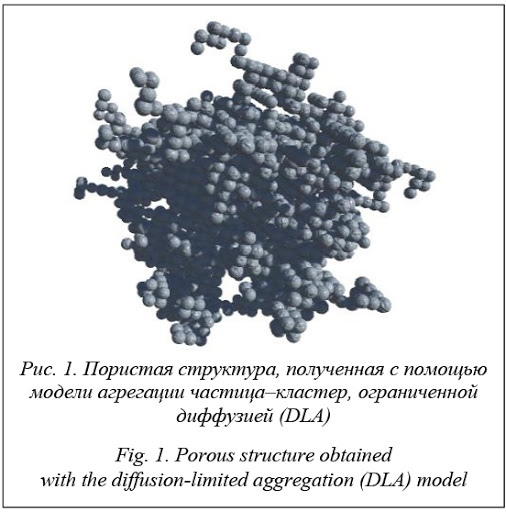 Рис. 1. Пористая структура, полученная с помощью
модели агрегации частица–кластер, ограниченной
диффузией (DLA)
Fig. 1. Porous structure obtained
with the diffusion-limited aggregation (DLA) model